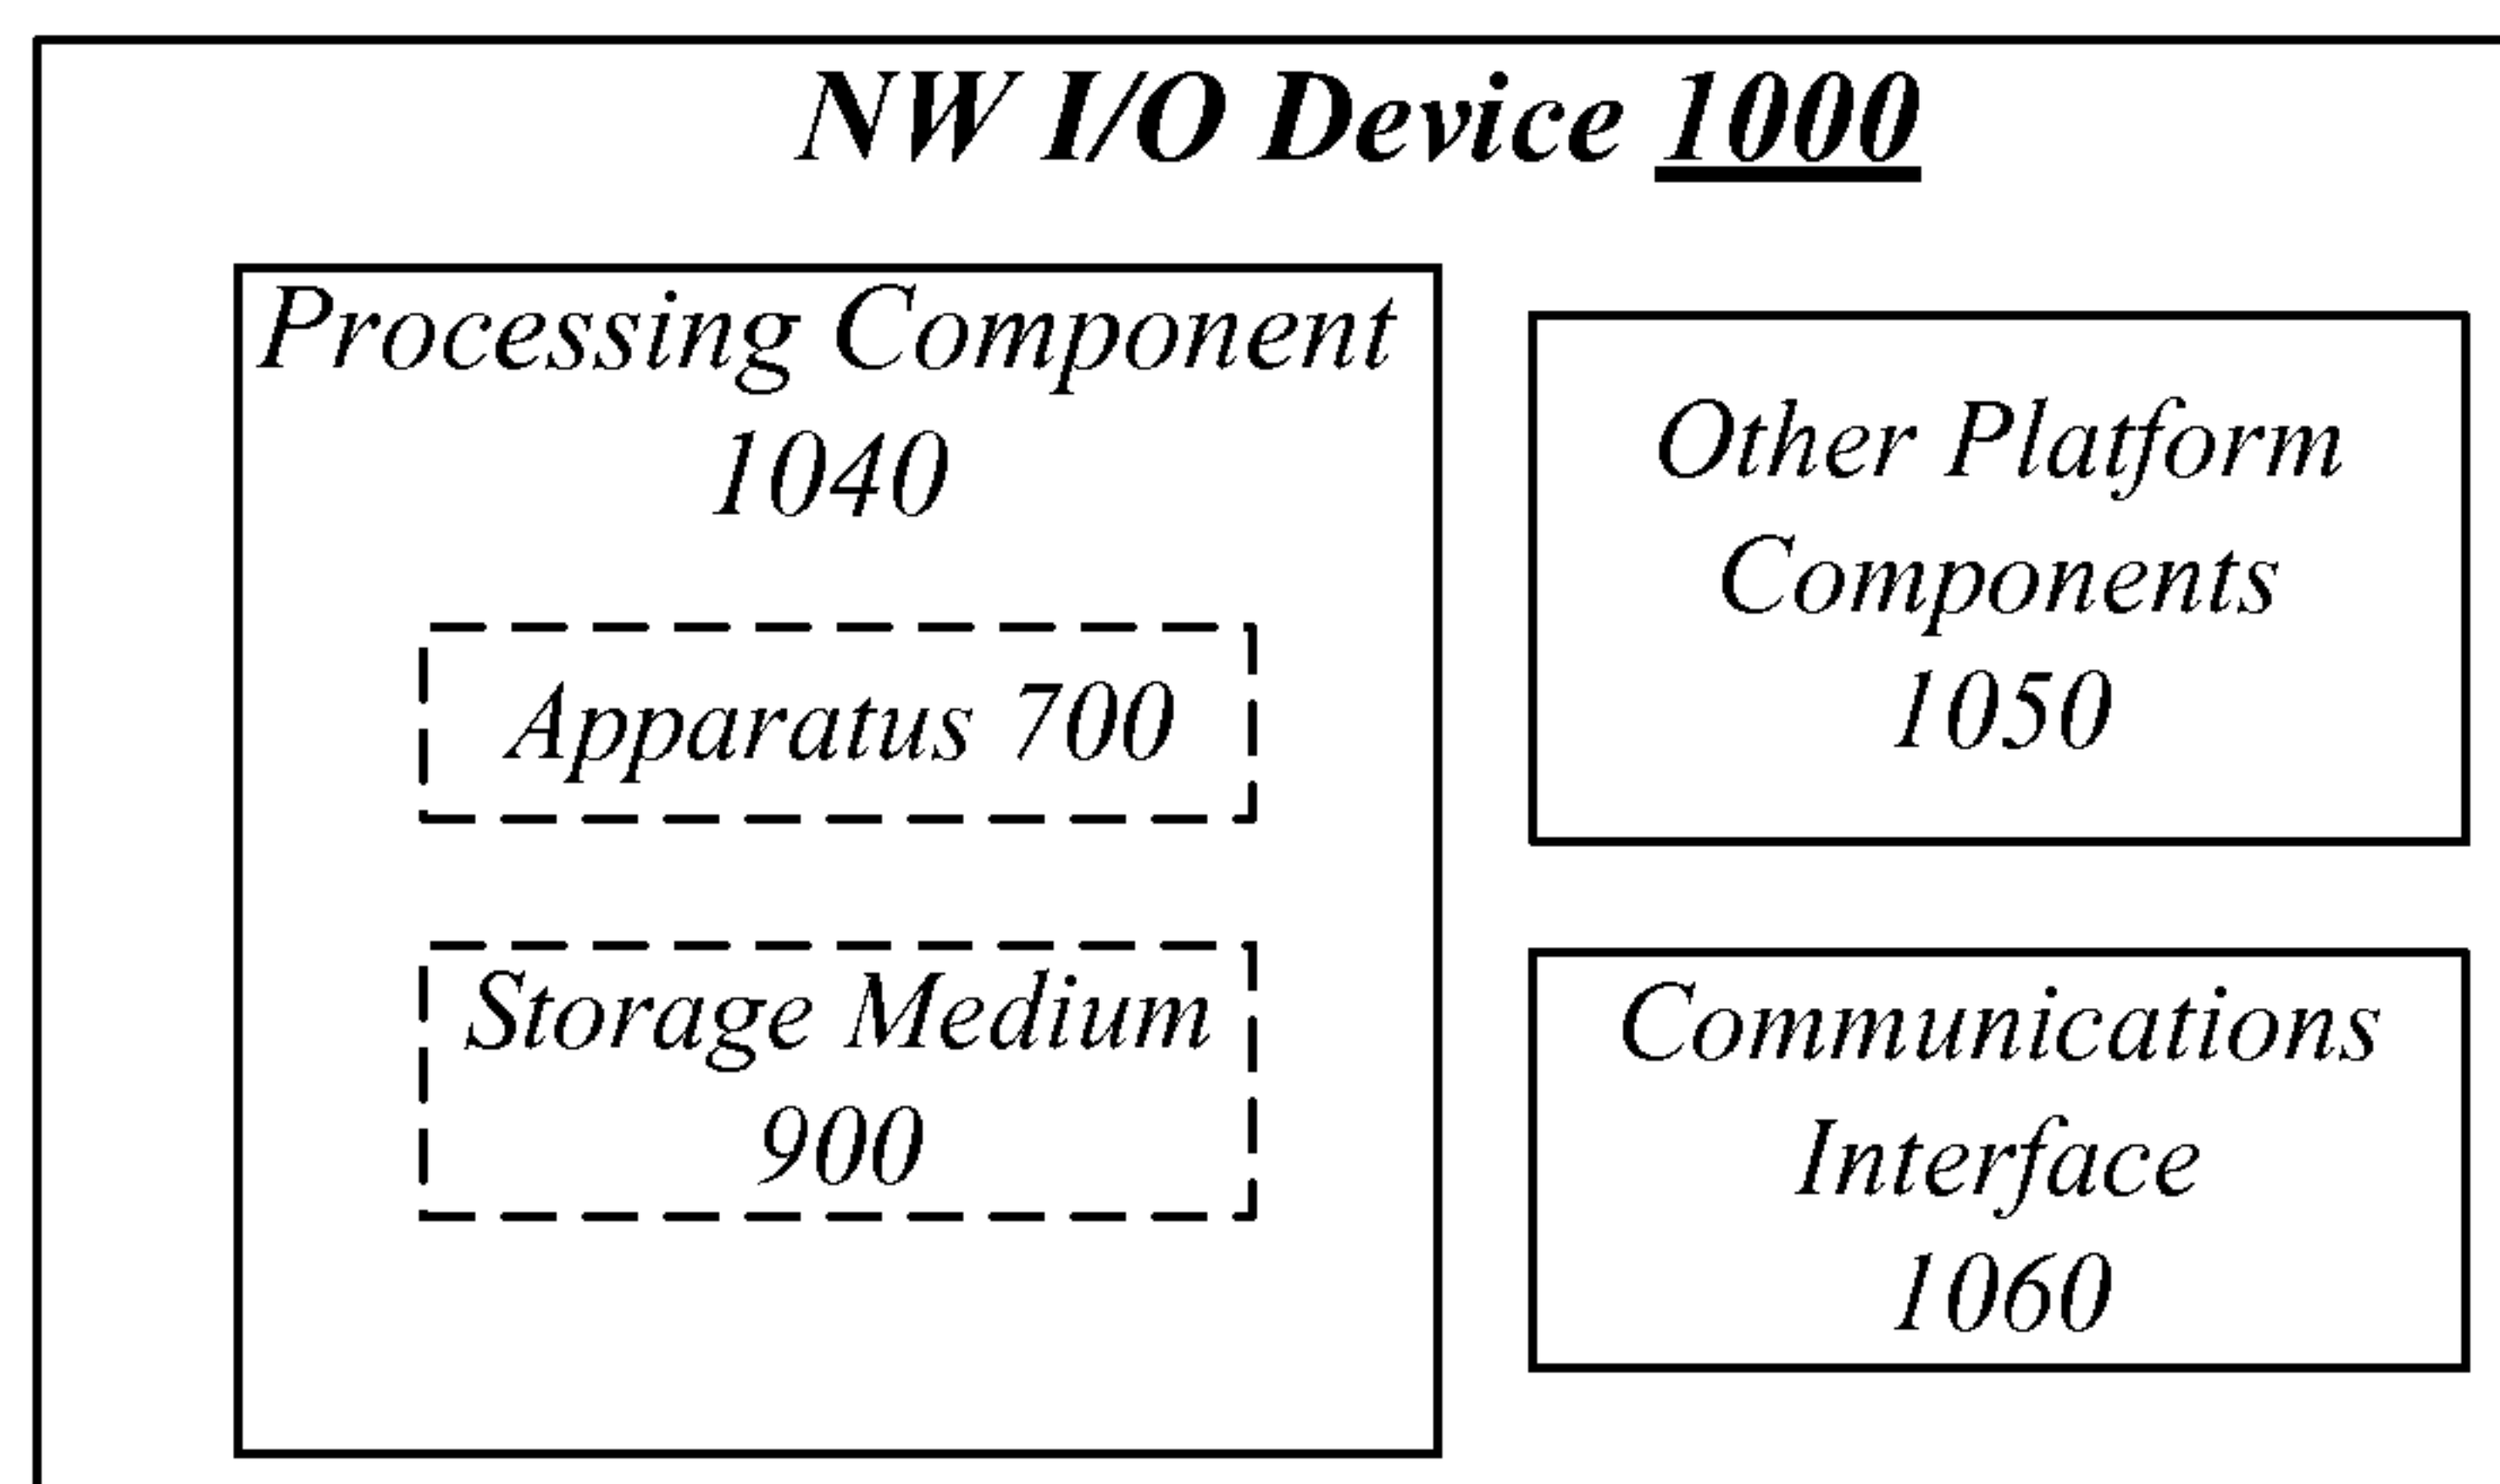 NW I/O Device 1000
Processing Component
1040
Apparatus 700
Storage Medium
900
Other Platform
Components
1050
Communications
Interface
1060